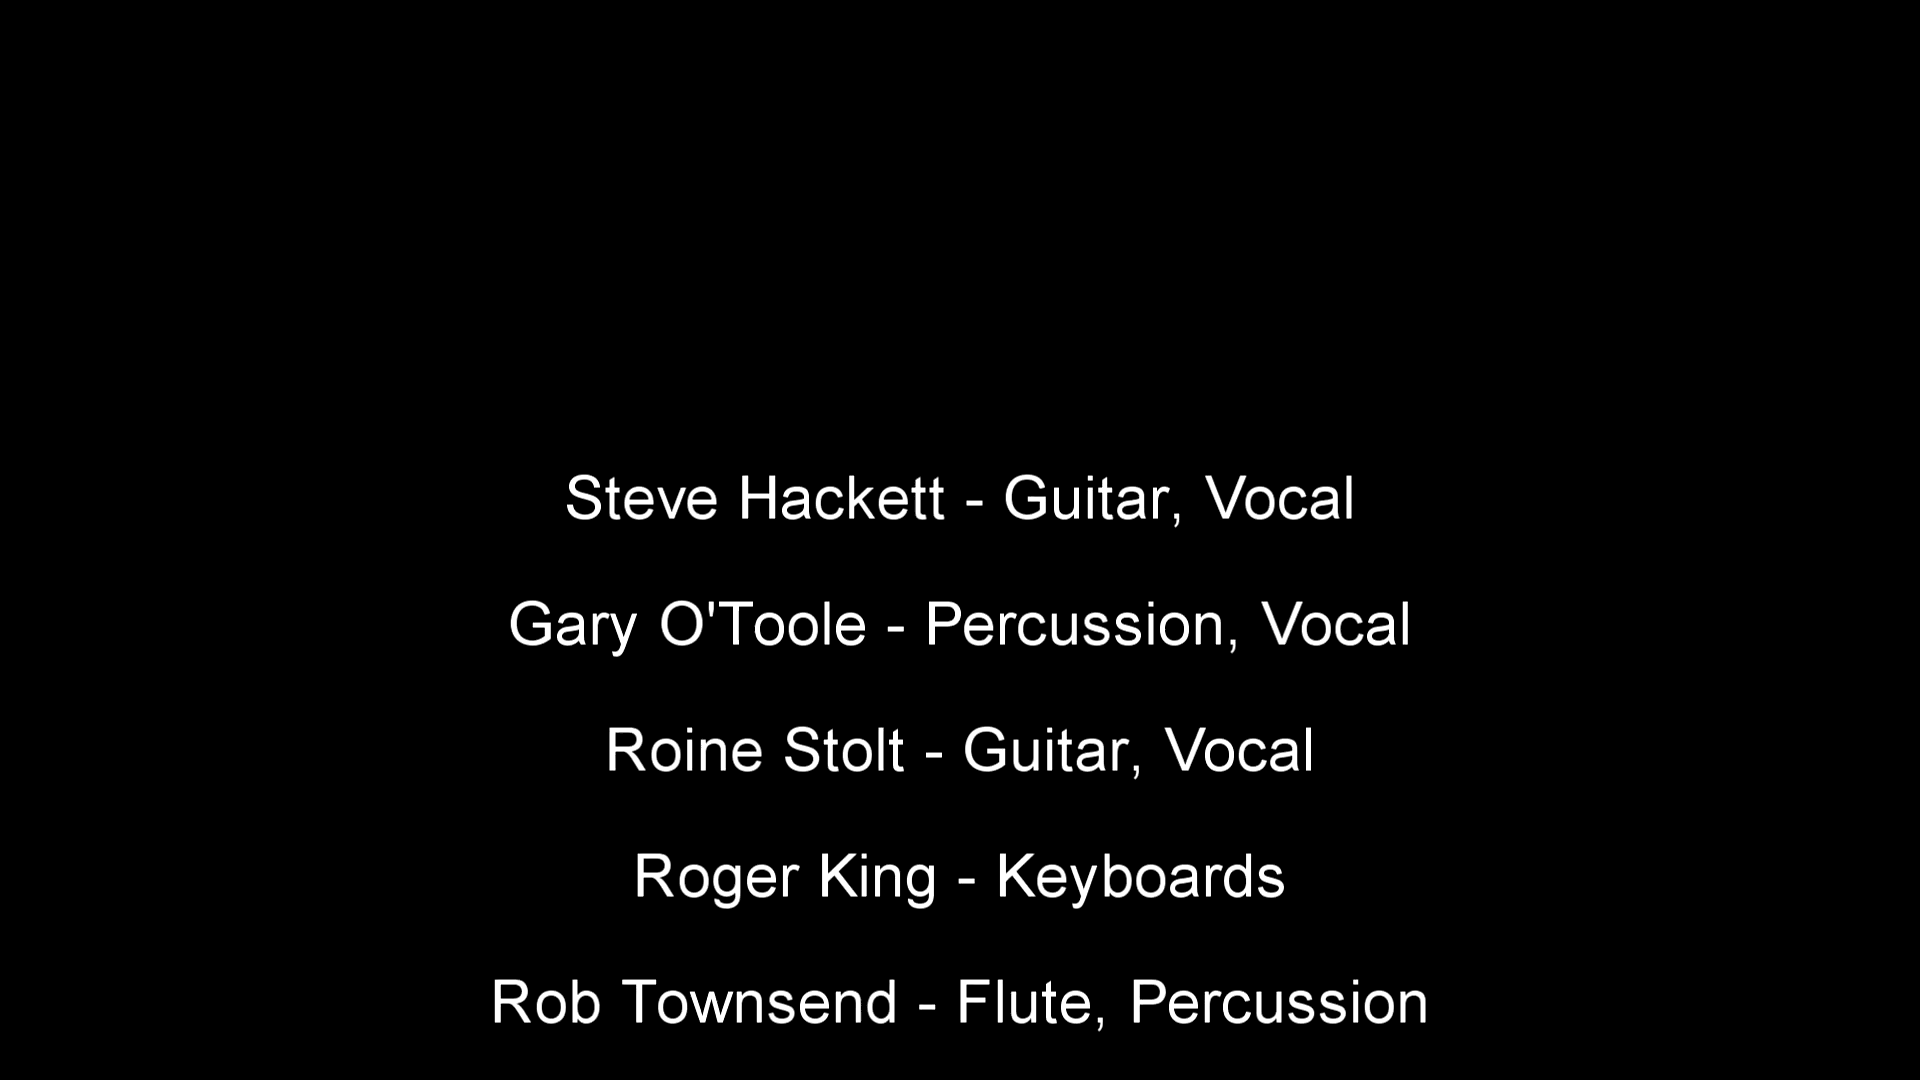 Steve Hackett - Guitar, Vocal
Gary O'Toole - Percussion, Vocal
Roine Stolt - Guitar, Vocal
Roger King - Keyboards
Rob Townsend - Flute, Percussion